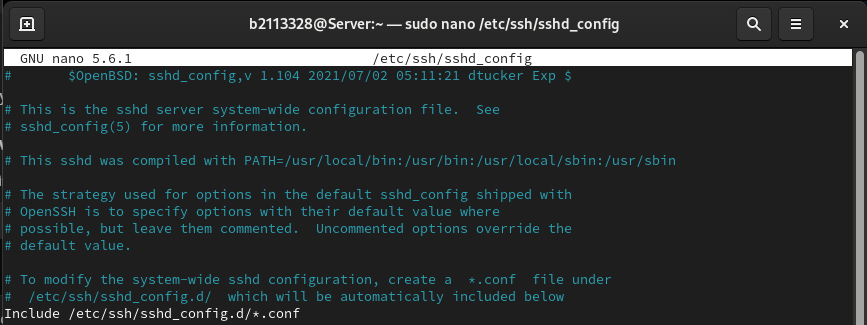 b2113328@Server:~ — sudo nano /etc/ssh/sshd_config
GNU nano 5.6.1 /etc/ssh/sshd_config
#       $OpenBSD: sshd_config,v 1.104 2021/07/02 05:11:21 dtucker Exp $
# This is the sshd server system-wide configuration file.  See
# sshd_config(5) for more information.
# This sshd was compiled with PATH=/usr/local/bin:/usr/bin:/usr/local/sbin:/usr/sbin
# The strategy used for options in the default sshd_config shipped with
# OpenSSH is to specify options with their default value where
# possible, but leave them commented.  Uncommented options override the
# default value.
# To modify the system-wide sshd configuration, create a  *.conf  file under
#  /etc/ssh/sshd_config.d/  which will be automatically included below
Include /etc/ssh/sshd_config.d/*.conf